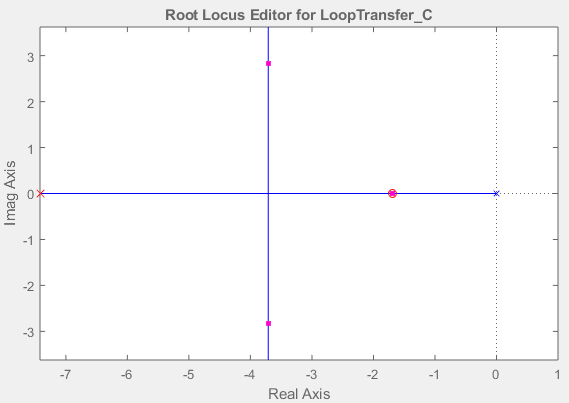 Root Locus Editor for LoopTransfer_C
Imag Axis
3
2
1
0
-1
-2
-3
-7 -6 -5 -4 -3 -2 -1 0 1
Real Axis